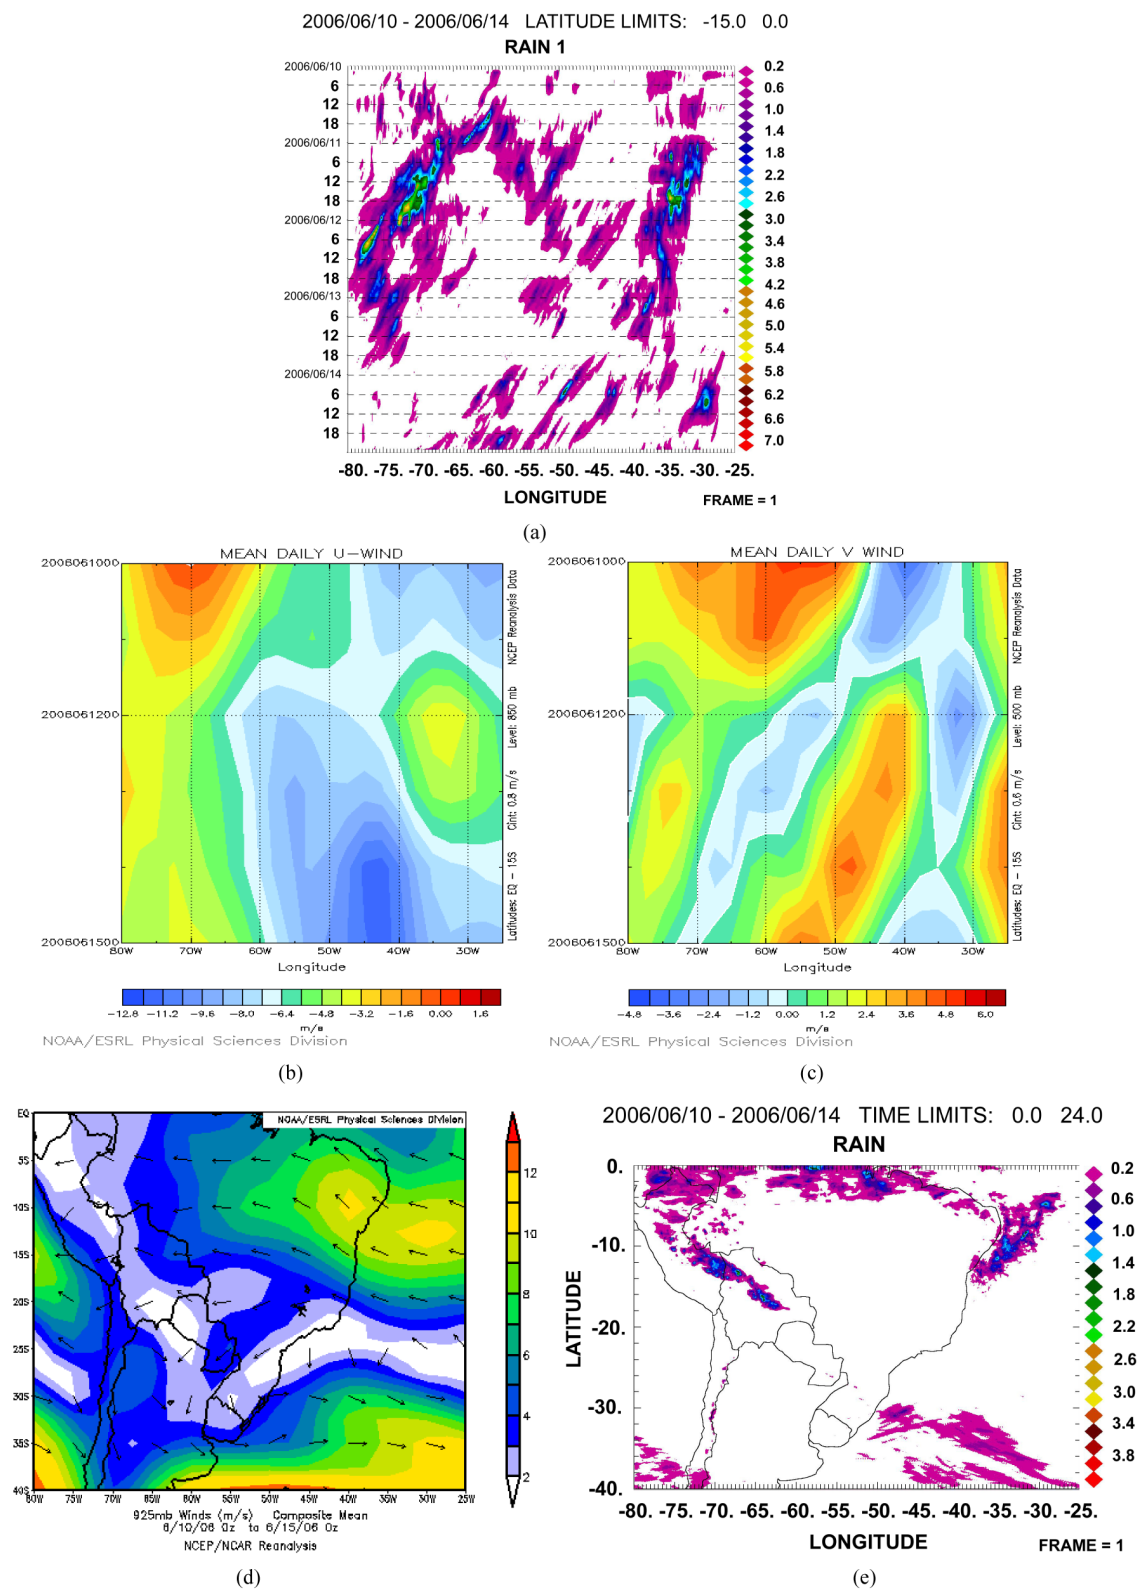 2006/06/10 - 2006/06/14 LATITUDE LIMITS: -15.0 0.0
RAIN 1
2006/06/10
6
12
18
2006/06/11
6
12
18
2006/06/12
6
12
18
2006/06/13
6
12
18
2006/06/14
6
12
18
0.2
0.6
1.0
1.4
1.8
2.2
2.6
3.0
3.4
3.8
4.2
4.6
5.0
5.4
5.8
6.2
6.6
7.0
-80. -75. -70. -65. -60. -55. -50. -45. -40. -35. -30. -25.
LONGITUDE
FRAME = 1
(a)
MEAN DAILY U-WIND
2006061000
2006061200
2006061500
80W 70W 60W 50W 40W 30W
Longitude
NCEP Reanalysis Data
Level: 850 mb
Cint: 0.8 m/s
Latitudes: EQ - 15S
-12.8 -11.2 -9.6 -8.0 -6.4 -4.8 -3.2 -1.6 0.00 1.6
m/s
NOAA/ESRL Physical Sciences Division
(b)
MEAN DAILY V WIND
2006061000
2006061200
2006061500
80W 70W 60W 50W 40W 30W
Longitude
NCEP Reanalysis Data
Level: 500 mb
Cint: 0.6 m/s
Latitudes: EQ - 15S
-4.8 -3.6 -2.4 -1.2 0.00 1.2 2.4 3.6 4.8 6.0
m/s
NOAA/ESRL Physical Sciences Division
(c)
NOAA/ESRL Physical Sciences Division
EQ
5S
10S
15S
20S
25S
30S
35S
40S
80W 75W 70W 65W 60W 55W 50W 45W 40W 35W 30W 25W
12
10
8
6
4
2
925mb Winds (m/s) Composite Mean
6/10/06 0z to 6/15/06 0z
NCEP/NCAR Reanalysis
(d)
2006/06/10 - 2006/06/14 TIME LIMITS: 0.0 24.0
RAIN
0.
-10.
-20.
-30.
-40.
LATITUDE
0.2
0.6
1.0
1.4
1.8
2.2
2.6
3.0
3.4
3.8
-80. -75. -70. -65. -60. -55. -50. -45. -40. -35. -30. -25.
LONGITUDE
FRAME = 1
(e)